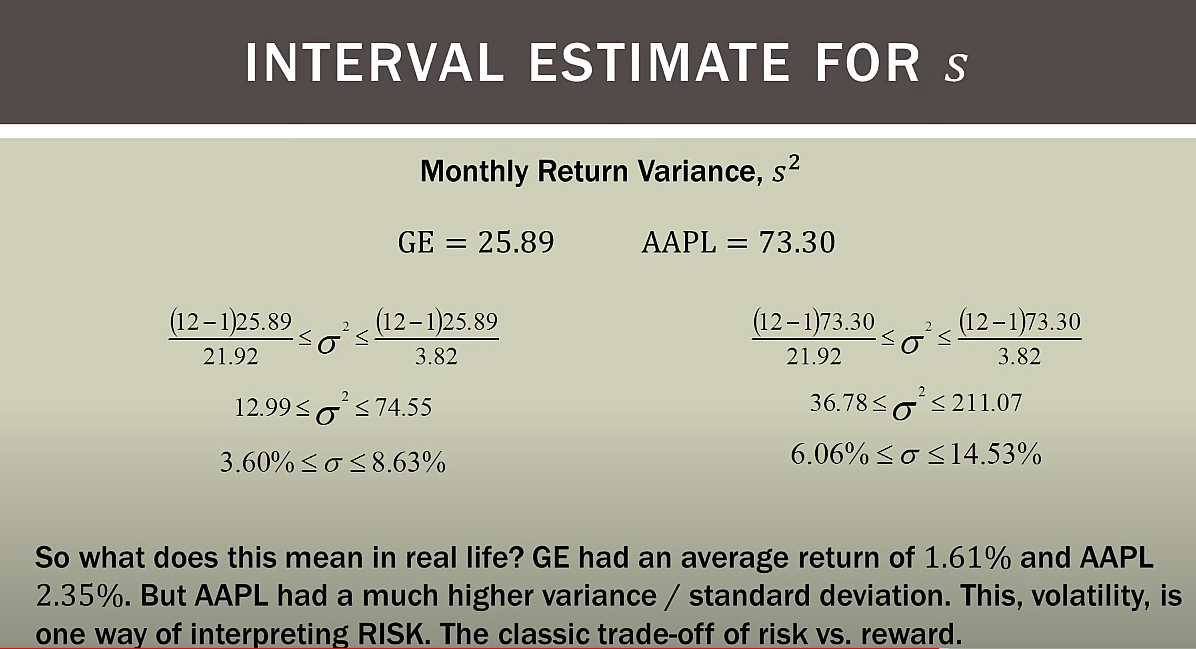 INTERVAL ESTIMATE FOR s
Monthly Return Variance, s²
GE = 25.89 AAPL = 73.30
(12−1)25.89/21.92 ≤ σ² ≤ (12−1)25.89/3.82
12.99 ≤ σ² ≤ 74.55
3.60% ≤ σ ≤ 8.63%
(12−1)73.30/21.92 ≤ σ² ≤ (12−1)73.30/3.82
36.78 ≤ σ² ≤ 211.07
6.06% ≤ σ ≤ 14.53%
So what does this mean in real life? GE had an average return of 1.61% and AAPL
2.35%. But AAPL had a much higher variance / standard deviation. This, volatility, is
one way of interpreting RISK. The classic trade-off of risk vs. reward.